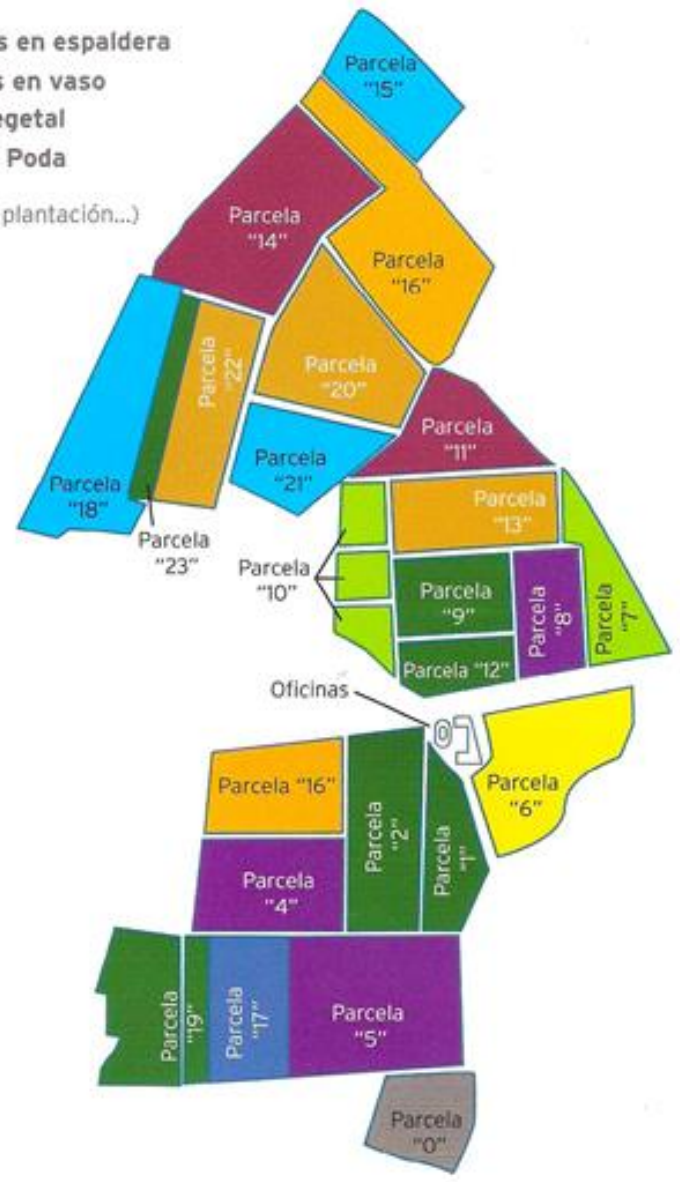 s en espaldera
s en vaso
egetal
Poda
plantación...)
Parcela
"15"
Parcela
"14"
Parcela
"16"
Parcela
"22"
Parcela
"20"
Parcela
"11"
Parcela
"21"
Parcela
"18"
Parcela
"13"
Parcela
"23"
Parcela
"10"
Parcela
"9"
Parcela
"8"
Parcela
"7"
Parcela "12"
Oficinas
Parcela "16"
Parcela
"2"
Parcela
"1"
Parcela
"6"
Parcela
"4"
Parcela
"19"
Parcela
"17"
Parcela
"5"
Parcela
"0"